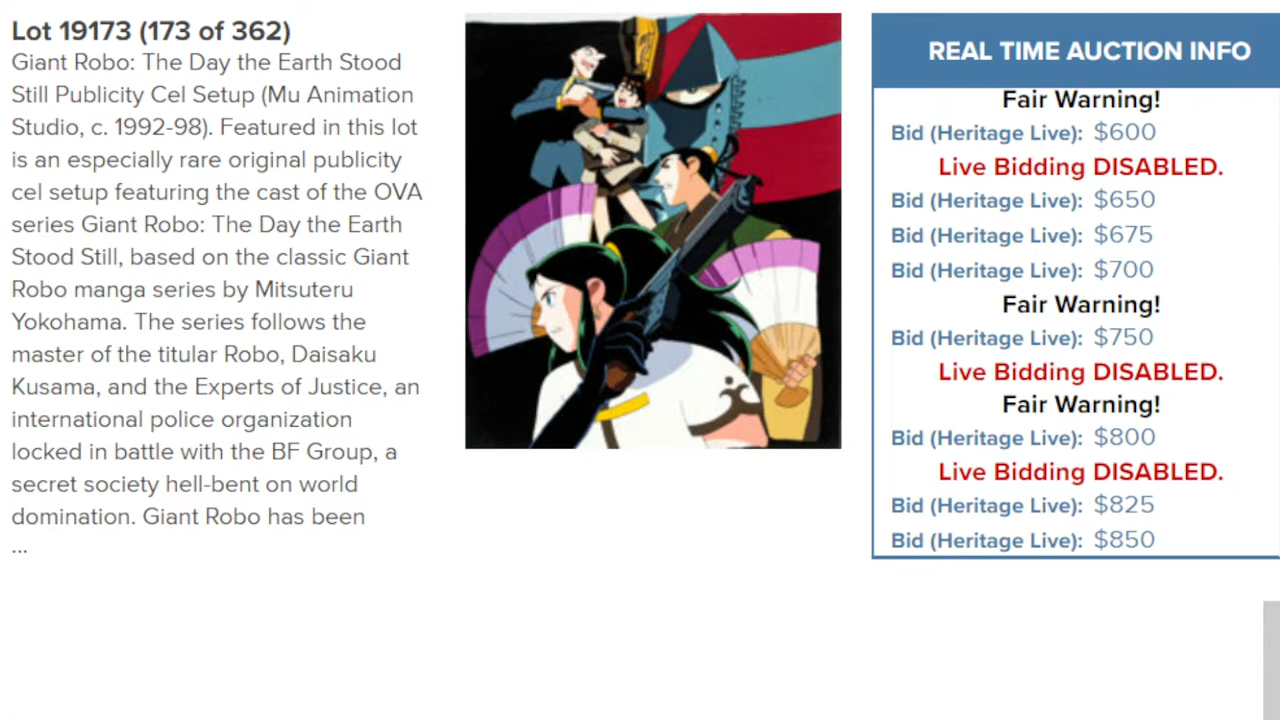 Lot 19173 (173 of 362)
Giant Robo: The Day the Earth Stood
Still Publicity Cel Setup (Mu Animation
Studio, c. 1992-98). Featured in this lot
is an especially rare original publicity
cel setup featuring the cast of the OVA
series Giant Robo: The Day the Earth
Stood Still, based on the classic Giant
Robo manga series by Mitsuteru
Yokohama. The series follows the
master of the titular Robo, Daisaku
Kusama, and the Experts of Justice, an
international police organization
locked in battle with the BF Group, a
secret society hell-bent on world
domination. Giant Robo has been
...
REAL TIME AUCTION INFO
Fair Warning!
Bid (Heritage Live): $600
Live Bidding DISABLED.
Bid (Heritage Live): $650
Bid (Heritage Live): $675
Bid (Heritage Live): $700
Fair Warning!
Bid (Heritage Live): $750
Live Bidding DISABLED.
Fair Warning!
Bid (Heritage Live): $800
Live Bidding DISABLED.
Bid (Heritage Live): $825
Bid (Heritage Live): $850